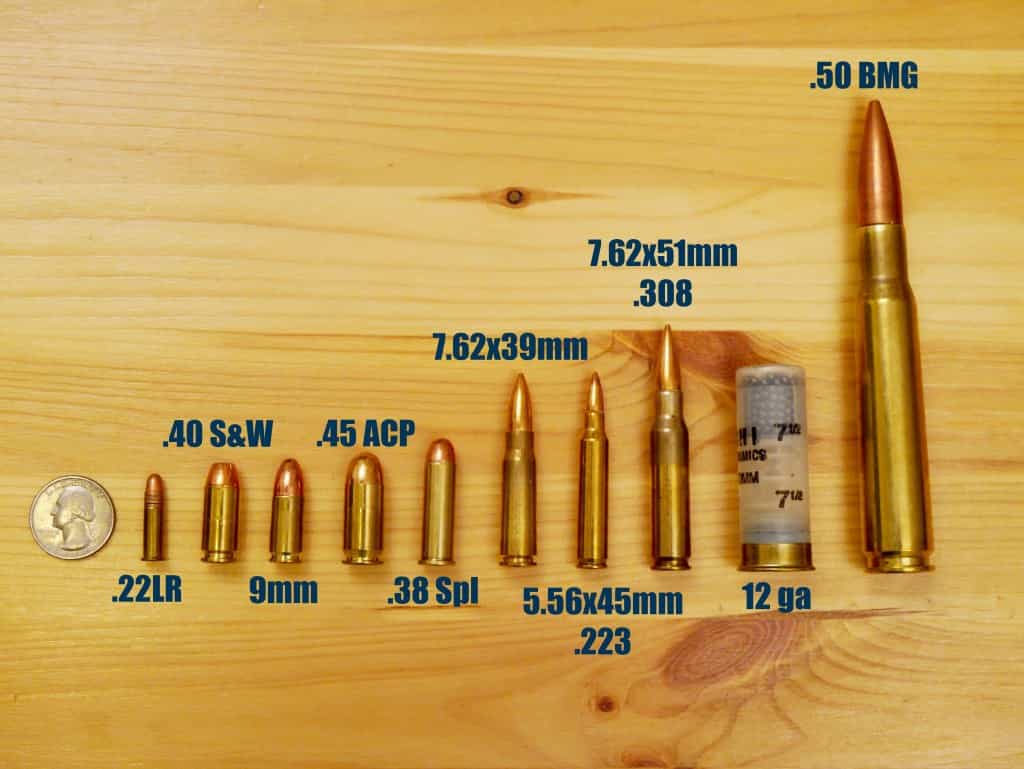 .50 BMG
7.62x51mm
.308
7.62x39mm
.40 S&W
.45 ACP
7 1/2
7 1/2
.22LR
9mm
.38 Spl
5.56x45mm
.223
12 ga